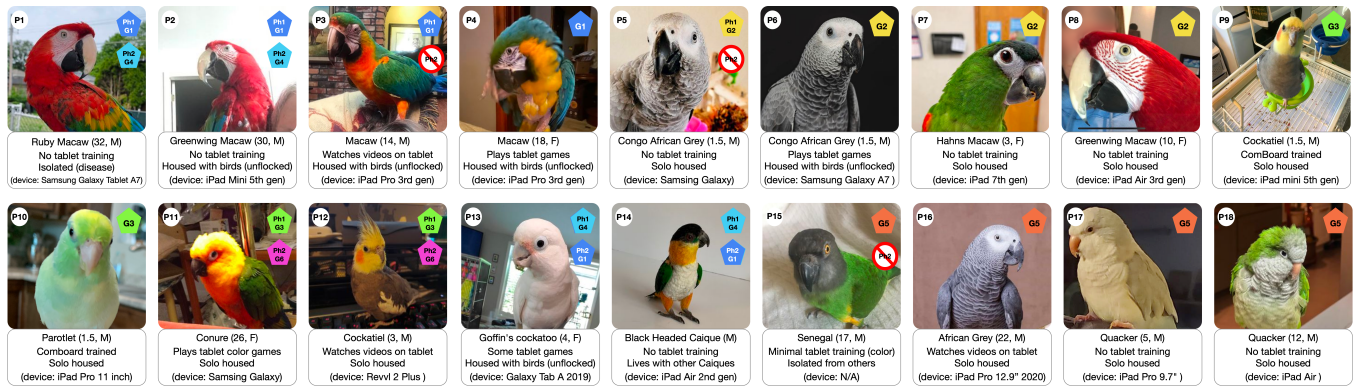 P1
Ph1
G1
Ph2
G4
Ruby Macaw (32, M)
No tablet training
Isolated (disease)
(device: Samsung Galaxy Tablet A7)
P2
Ph1
G1
Ph2
G4
Greenwing Macaw (30, M)
No tablet training
Housed with birds (unflocked)
(device: iPad Mini 5th gen)
P3
Ph1
G1
Ph2
Macaw (14, M)
Watches videos on tablet
Housed with birds (unflocked)
(device: iPad Pro 3rd gen)
P4
G1
Macaw (18, F)
Plays tablet games
Housed with birds (unflocked)
(device: iPad Pro 3rd gen)
P5
Ph1
G2
Ph2
Congo African Grey (1.5, M)
No tablet training
Solo housed
(device: Samsing Galaxy)
P6
G2
Congo African Grey (1.5, M)
Plays tablet games
Housed with birds (unflocked)
(device: Samsung Galaxy A7 )
P7
G2
Hahns Macaw (3, F)
No tablet training
Solo housed
(device: iPad 7th gen)
P8
G2
Greenwing Macaw (10, F)
No tablet training
Solo housed
(device: iPad Air 3rd gen)
P9
G3
Cockatiel (1.5, M)
ComBoard trained
Solo housed
(device: iPad mini 5th gen)
P10
G3
Parotlet (1.5, M)
Comboard trained
Solo housed
(device: iPad Pro 11 inch)
P11
Ph1
G3
Ph2
G6
Conure (26, F)
Plays tablet color games
Solo housed
(device: Samsung Galaxy)
P12
Ph1
G3
Ph2
G6
Cockatiel (3, M)
Watches videos on tablet
Solo housed
(device: Revvl 2 Plus )
P13
Ph1
G4
Ph2
G1
Goffin's cockatoo (4, F)
Some tablet games
Housed with birds (unflocked)
(device: Galaxy Tab A 2019)
P14
Ph1
G4
Ph2
G1
Black Headed Caique (M)
No tablet training
Lives with other Caiques
(device: iPad Air 2nd gen)
P15
G5
Ph2
Senegal (17, M)
Minimal tablet training (color)
Isolated from others
(device: N/A)
P16
G5
African Grey (22, M)
Watches videos on tablet
Solo housed
(device: iPad Pro 12.9" 2020)
P17
G5
Quacker (5, M)
No tablet training
Solo housed
(device: iPad Pro 9.7" )
P18
G5
Quacker (12, M)
No tablet training
Solo housed
(device: iPad Air )